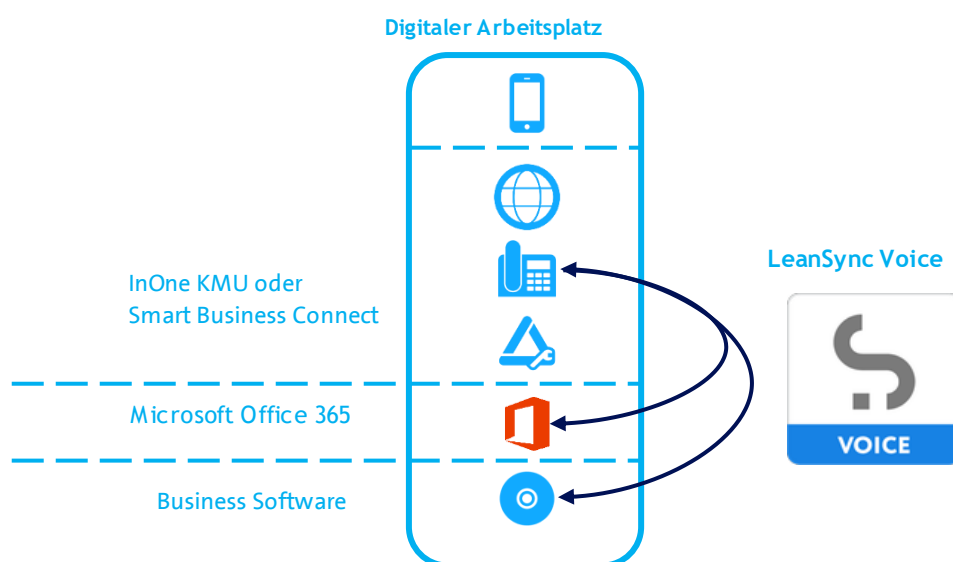 Digitaler Arbeitsplatz
LeanSync Voice
InOne KMU oder
Smart Business Connect
VOICE
Microsoft Office 365
Business Software